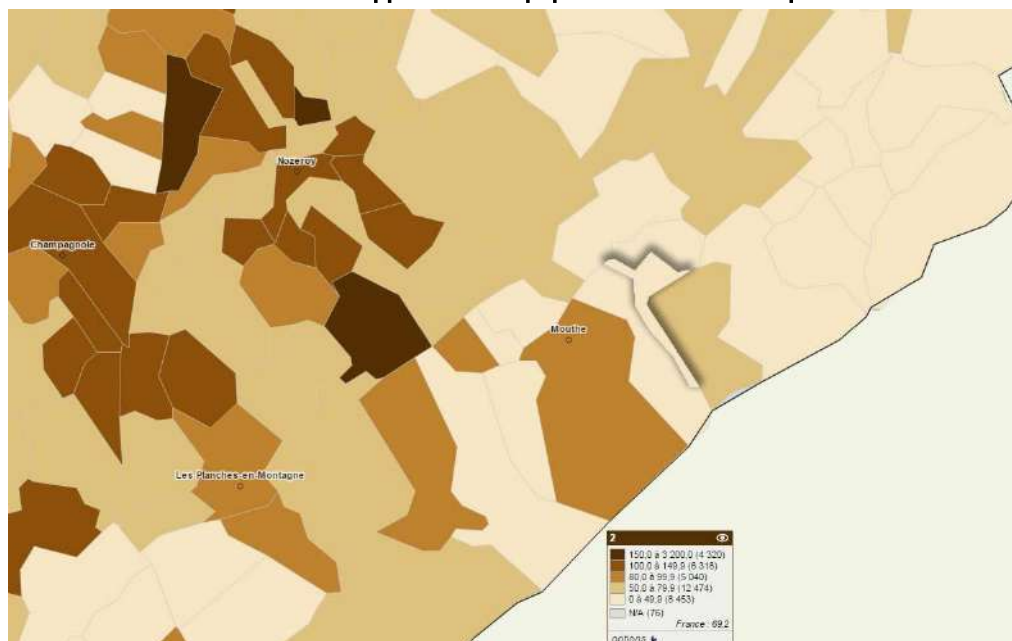 Nozeroy
Champagnole
Mouthe
Les Planches-en-Montagne
2
150,0 à 3 200,0 (4 320)
100,0 à 149,9 (6 318)
80,0 à 99,9 (5 040)
50,0 à 79,9 (12 474)
0 à 49,9 (8 453)
N/A (76)
France : 69,2